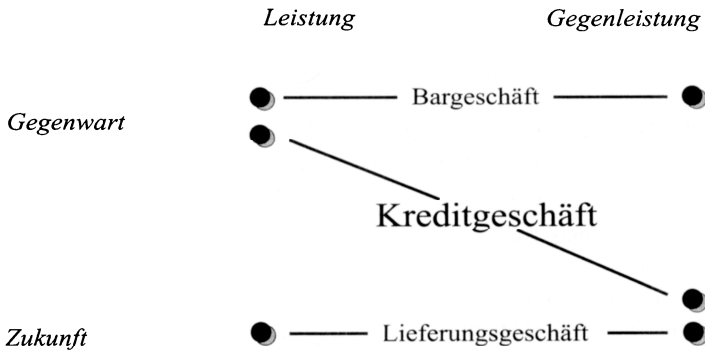 Leistung Gegenleistung
Bargeschäft
Gegenwart
Kreditgeschäft
Zukunft Lieferungsgeschäft